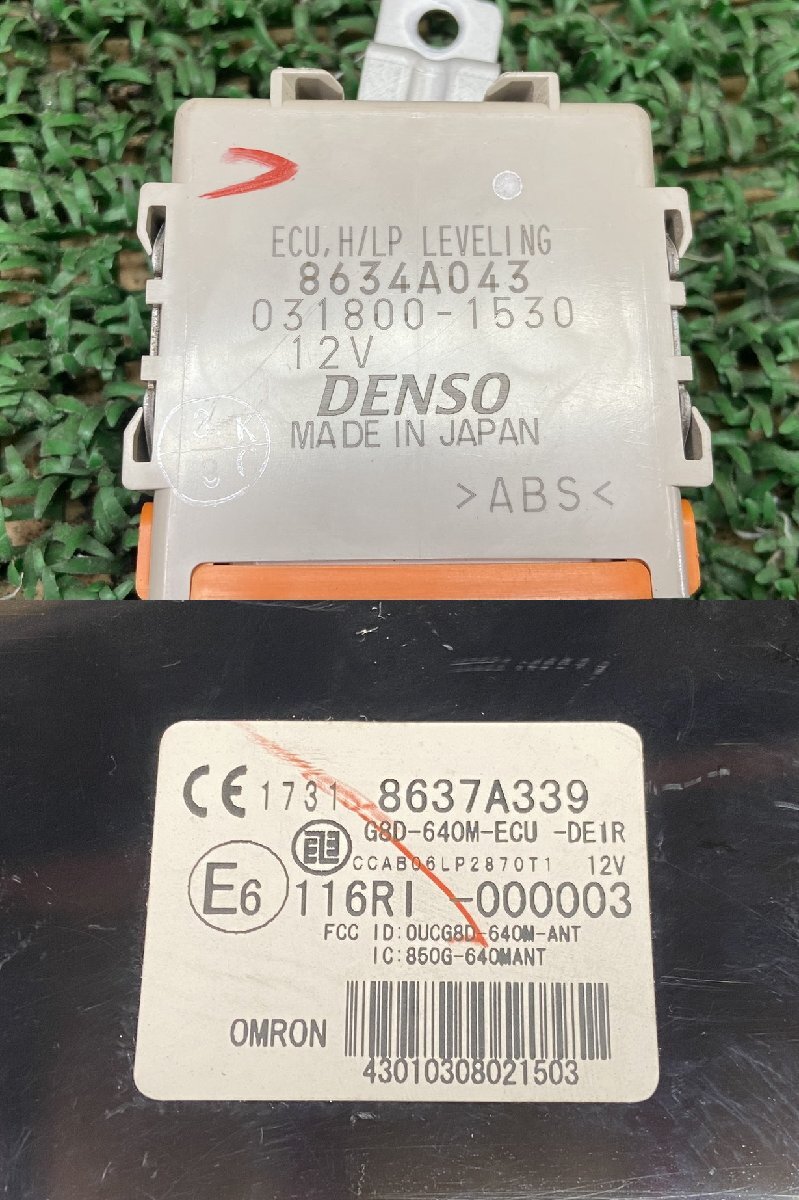 ECU, H/LP LEVELING
8634A043
031800-1530
12V
DENSO
MADE IN JAPAN
>ABS<
CE 1731 8637A339
G8D-640M-ECU -DE1R
CCAB06LP2870T1 12V
E6 116RI -000003
FCC ID:OUCG8D-640M-ANT
IC:850G-640MANT
OMRON
43010308021503